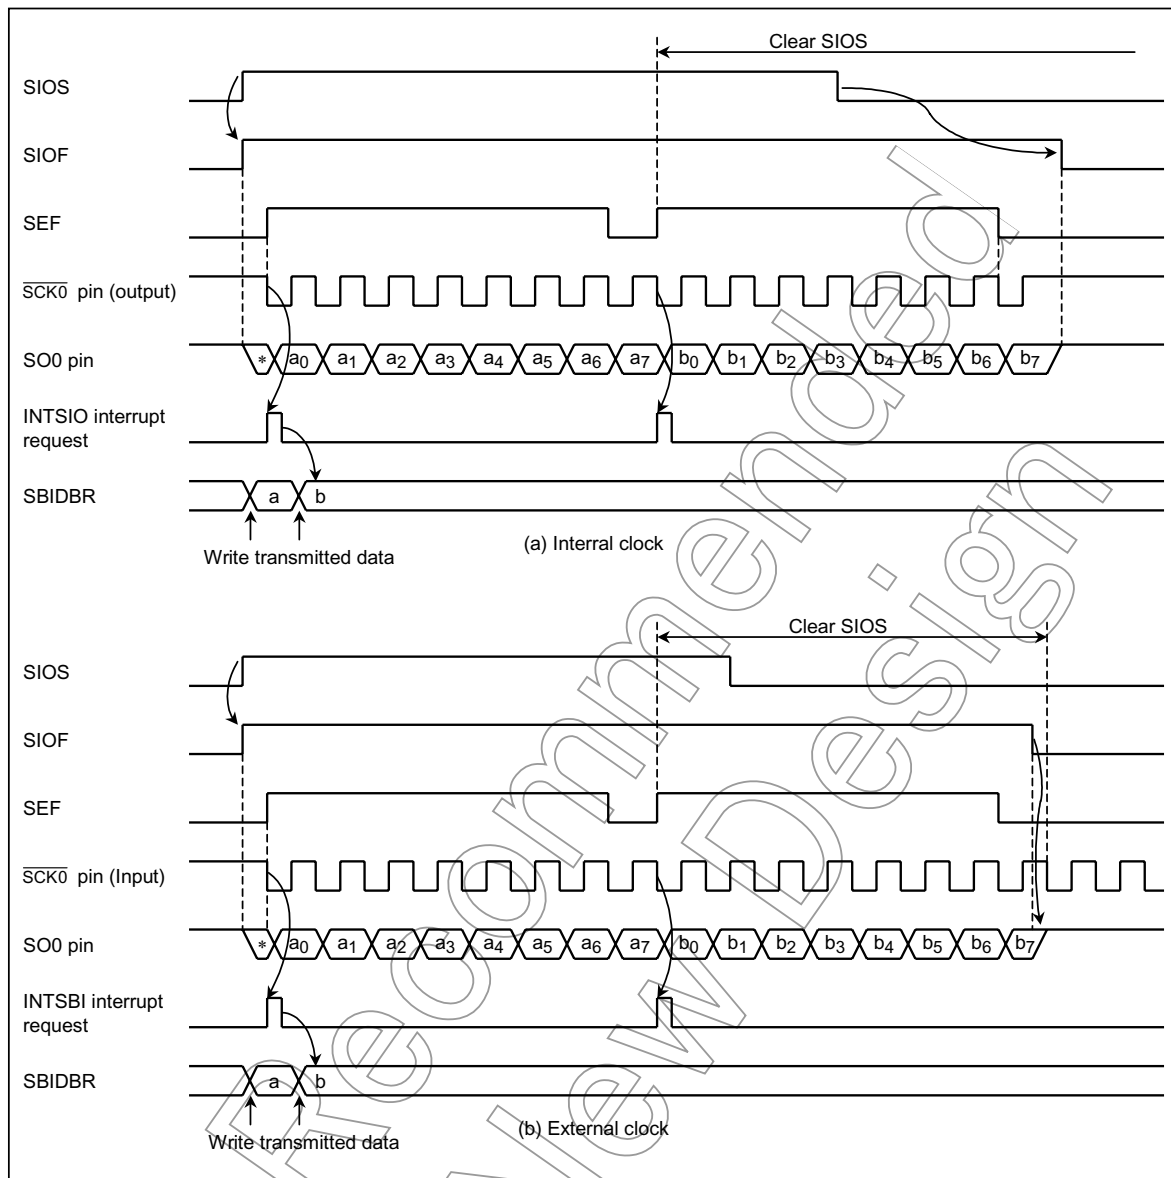 Clear SIOS
SIOS
SIOF
SEF
SCK0 pin (output)
SO0 pin * a0 a1 a2 a3 a4 a5 a6 a7 b0 b1 b2 b3 b4 b5 b6 b7
INTSIO interrupt
request
SBIDBR a b
Write transmitted data
(a) Interral clock
Clear SIOS
SIOS
SIOF
SEF
SCK0 pin (Input)
SO0 pin * a0 a1 a2 a3 a4 a5 a6 a7 b0 b1 b2 b3 b4 b5 b6 b7
INTSBI interrupt
request
SBIDBR a b
Write transmitted data
(b) External clock
Recommended
New Design